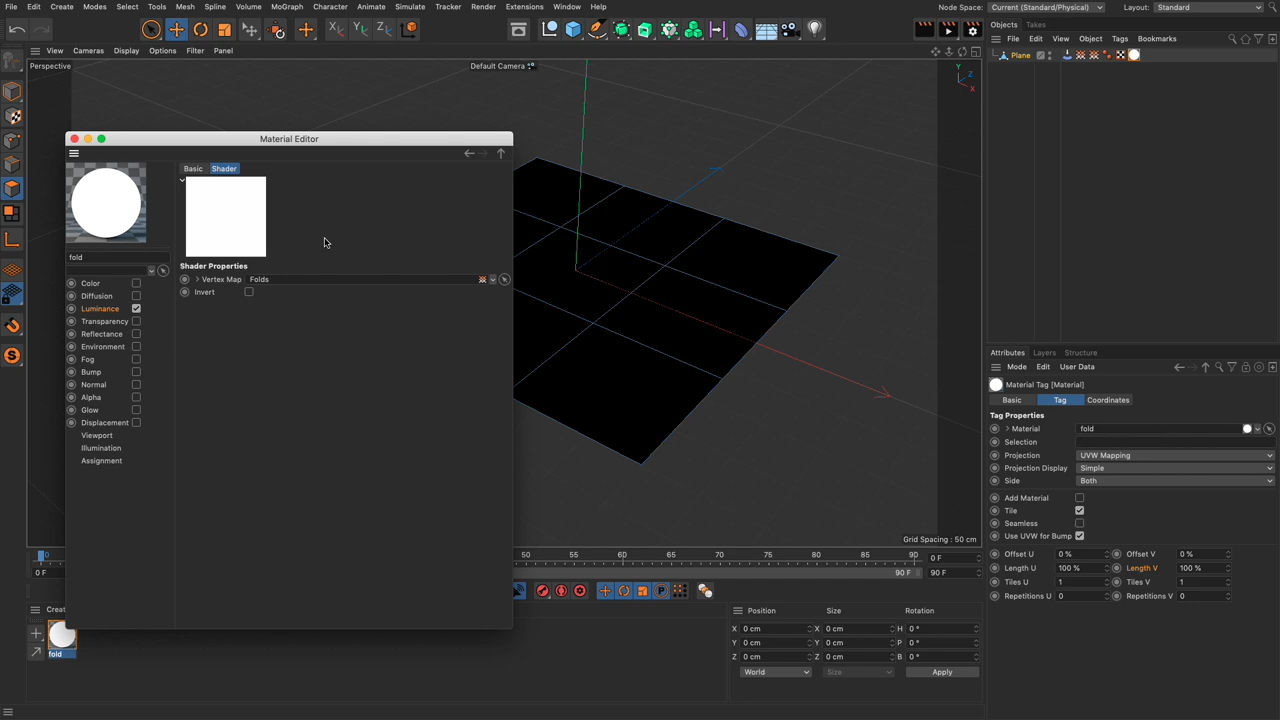 File Edit Create Modes Select Tools Mesh Spline Volume MoGraph Character Animate Simulate Tracker Render Extensions Window Help Node Space: Current (Standard/Physical) Layout: Standard
Objects Takes
File Edit View Object Tags Bookmarks
View Cameras Display Options Filter Panel
Plane
Perspective
Default Camera
Y
Z
X
Material Editor
Basic Shader
fold
Shader Properties
Vertex Map Folds
Invert
Color
Diffusion
Luminance
Transparency
Reflectance
Environment
Fog
Bump
Normal
Alpha
Glow
Displacement
Viewport
Illumination
Assignment
Grid Spacing : 50 cm
Attributes Layers Structure
Mode Edit User Data
Material Tag [Material]
Basic Tag Coordinates
Tag Properties
Material fold
Selection
Projection UVW Mapping
Projection Display Simple
Side Both
Add Material
Tile
Seamless
Use UVW for Bump
Offset U 0 % Offset V 0 %
Length U 100 % Length V 100 %
Tiles U 1 Tiles V 1
Repetitions U 0 Repetitions V 0
0 50 55 60 65 70 75 80 85 90 0 F
0 F 90 F 90 F
Position Size Rotation
X 0 cm X 0 cm H 0 °
Y 0 cm Y 0 cm P 0 °
Z 0 cm Z 0 cm B 0 °
World Size Apply
Creat
fold